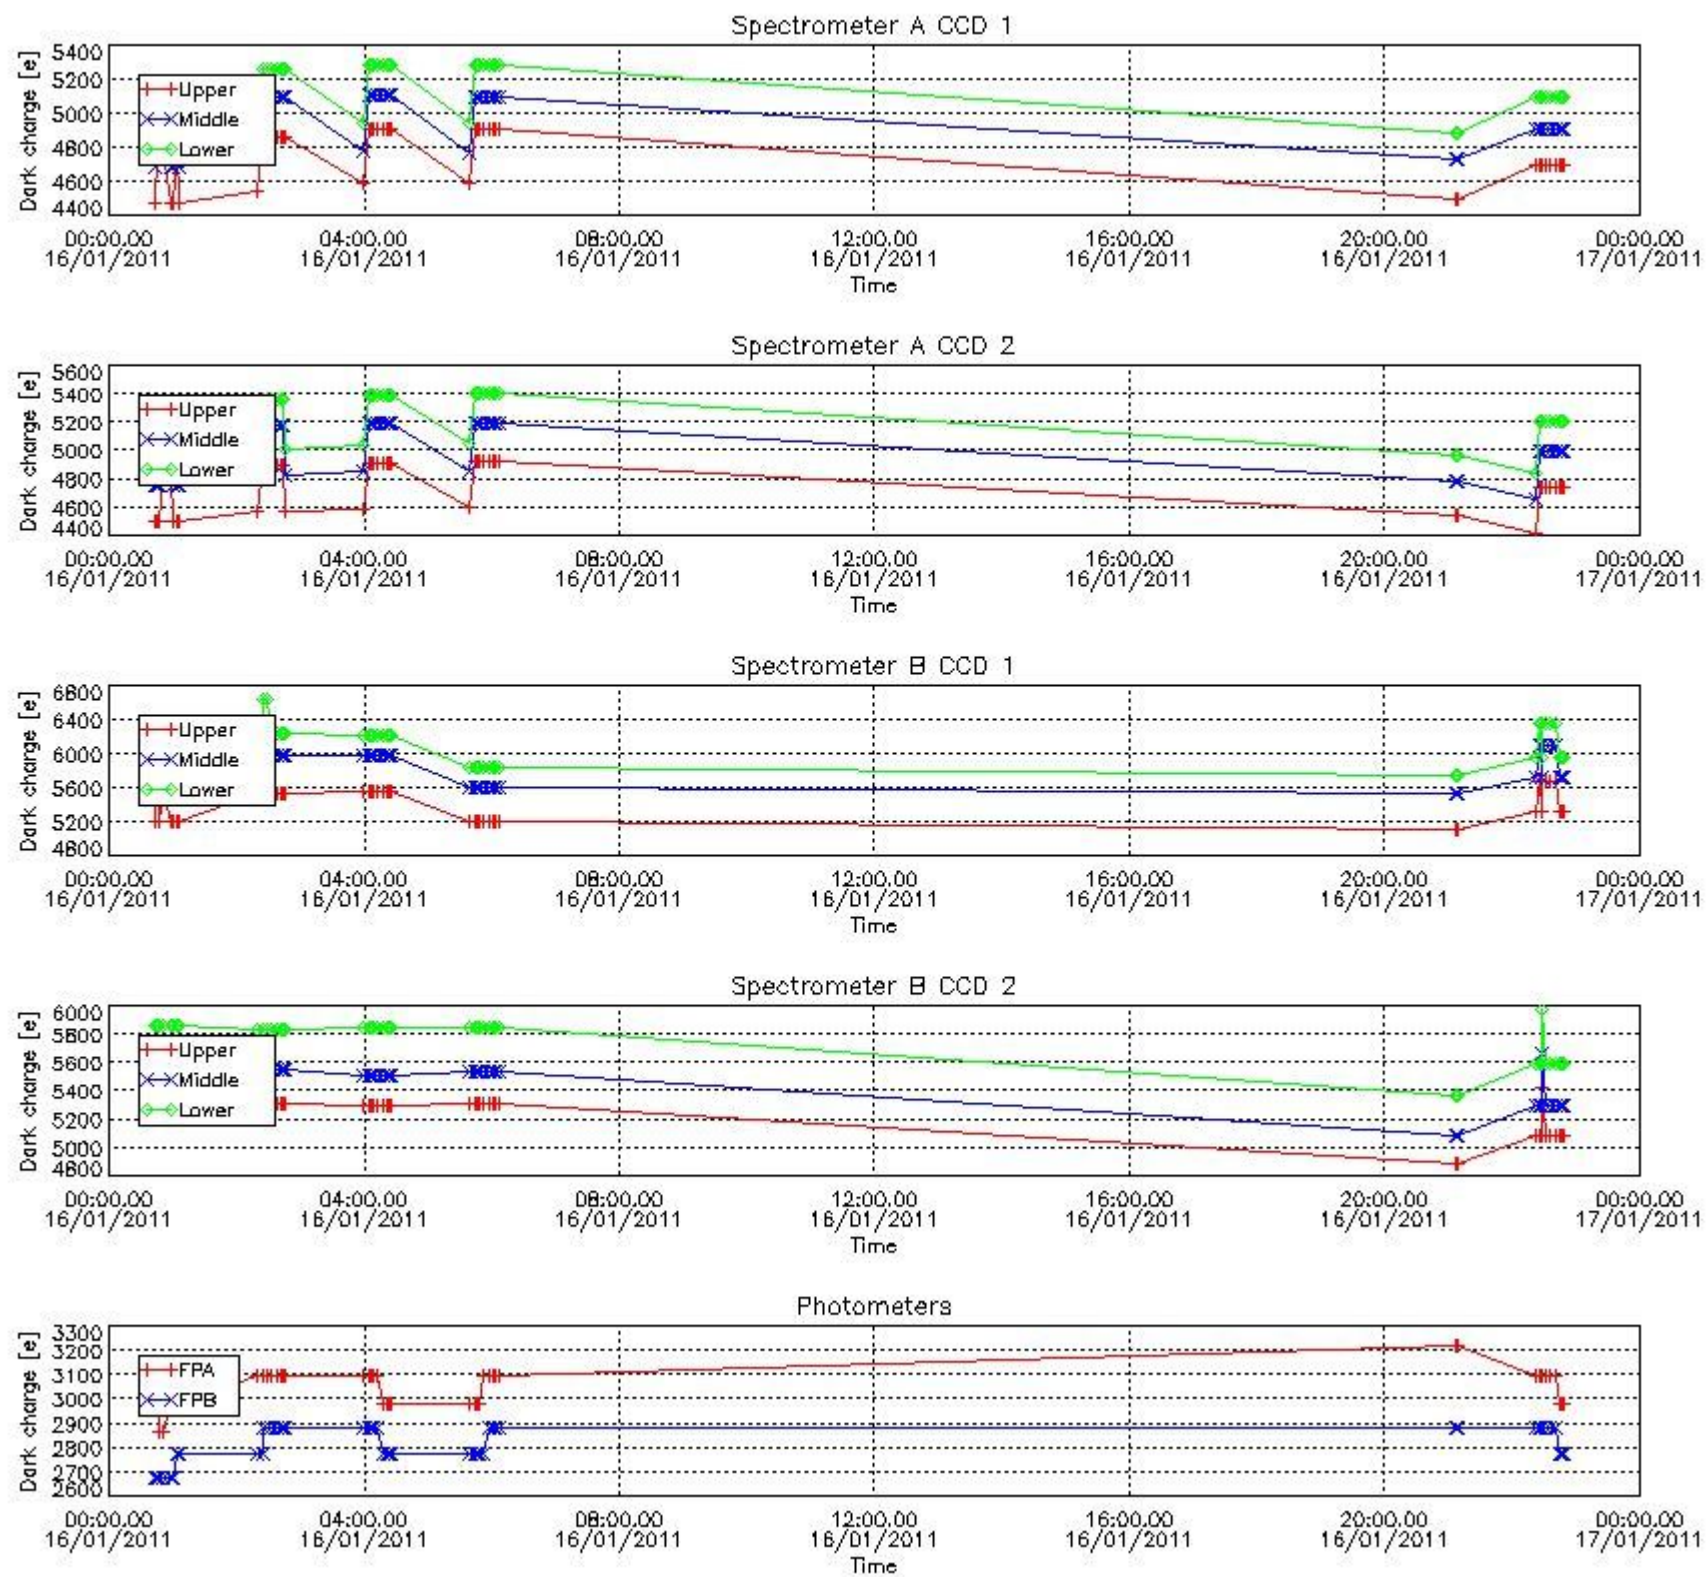 Spectrometer A CCD 1
Dark charge [e]
5400
5200
5000
4800
4600
4400
Upper
Middle
Lower
00:00.00 04:00.00 08:00.00 12:00.00 16:00.00 20:00.00 00:00.00
16/01/2011 16/01/2011 16/01/2011 16/01/2011 16/01/2011 16/01/2011 17/01/2011
Time
Spectrometer A CCD 2
Dark charge [e]
5600
5400
5200
5000
4800
4600
4400
Upper
Middle
Lower
00:00.00 04:00.00 08:00.00 12:00.00 16:00.00 20:00.00 00:00.00
16/01/2011 16/01/2011 16/01/2011 16/01/2011 16/01/2011 16/01/2011 17/01/2011
Time
Spectrometer B CCD 1
Dark charge [e]
6800
6400
6000
5600
5200
4800
Upper
Middle
Lower
00:00.00 04:00.00 08:00.00 12:00.00 16:00.00 20:00.00 00:00.00
16/01/2011 16/01/2011 16/01/2011 16/01/2011 16/01/2011 16/01/2011 17/01/2011
Time
Spectrometer B CCD 2
Dark charge [e]
6000
5800
5600
5400
5200
5000
4800
Upper
Middle
Lower
00:00.00 04:00.00 08:00.00 12:00.00 16:00.00 20:00.00 00:00.00
16/01/2011 16/01/2011 16/01/2011 16/01/2011 16/01/2011 16/01/2011 17/01/2011
Time
Photometers
Dark charge [e]
3300
3200
3100
3000
2900
2800
2700
2600
FPA
FPB
00:00.00 04:00.00 08:00.00 12:00.00 16:00.00 20:00.00 00:00.00
16/01/2011 16/01/2011 16/01/2011 16/01/2011 16/01/2011 16/01/2011 17/01/2011
Time